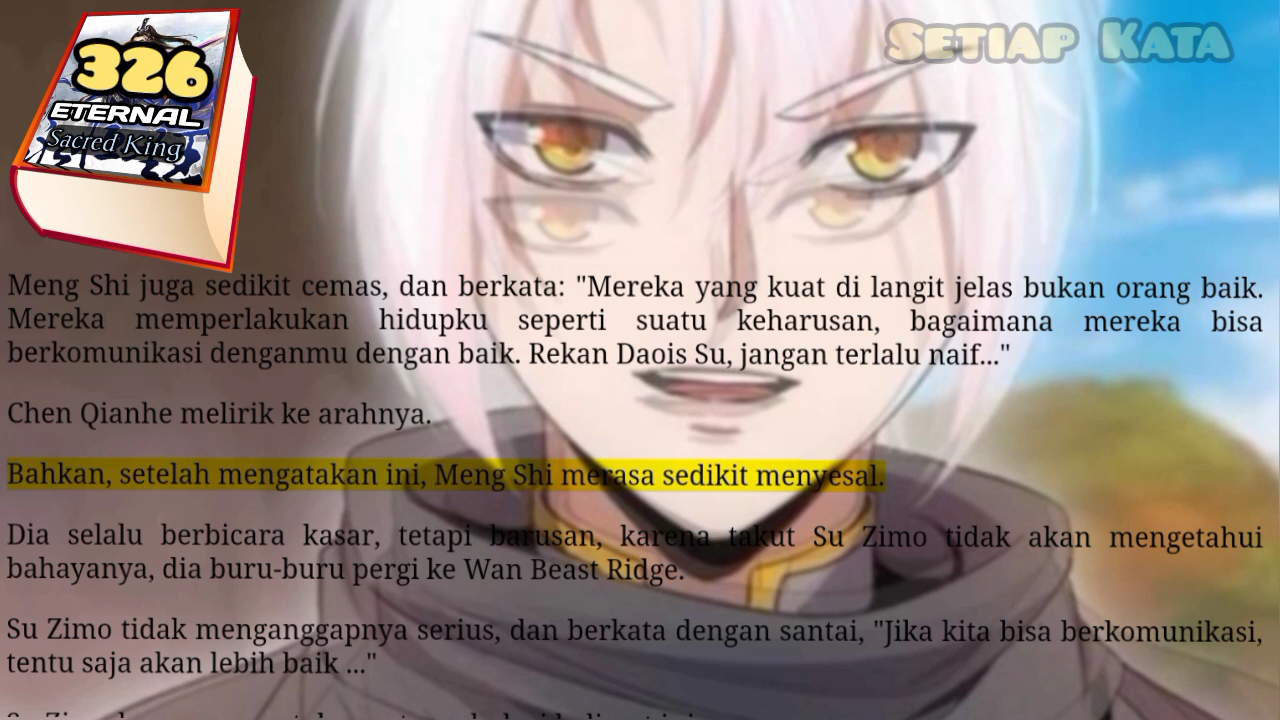 Setiap Kata
326
ETERNAL
Sacred King
Meng Shi juga sedikit cemas, dan berkata: "Mereka yang kuat di langit jelas bukan orang baik.
Mereka memperlakukan hidupku seperti suatu keharusan, bagaimana mereka bisa
berkomunikasi denganmu dengan baik. Rekan Daois Su, jangan terlalu naif..."
Chen Qianhe melirik ke arahnya.
Bahkan, setelah mengatakan ini, Meng Shi merasa sedikit menyesal.
Dia selalu berbicara kasar, tetapi barusan, karena takut Su Zimo tidak akan mengetahui
bahayanya, dia buru-buru pergi ke Wan Beast Ridge.
Su Zimo tidak menganggapnya serius, dan berkata dengan santai, "Jika kita bisa berkomunikasi,
tentu saja akan lebih baik ..."